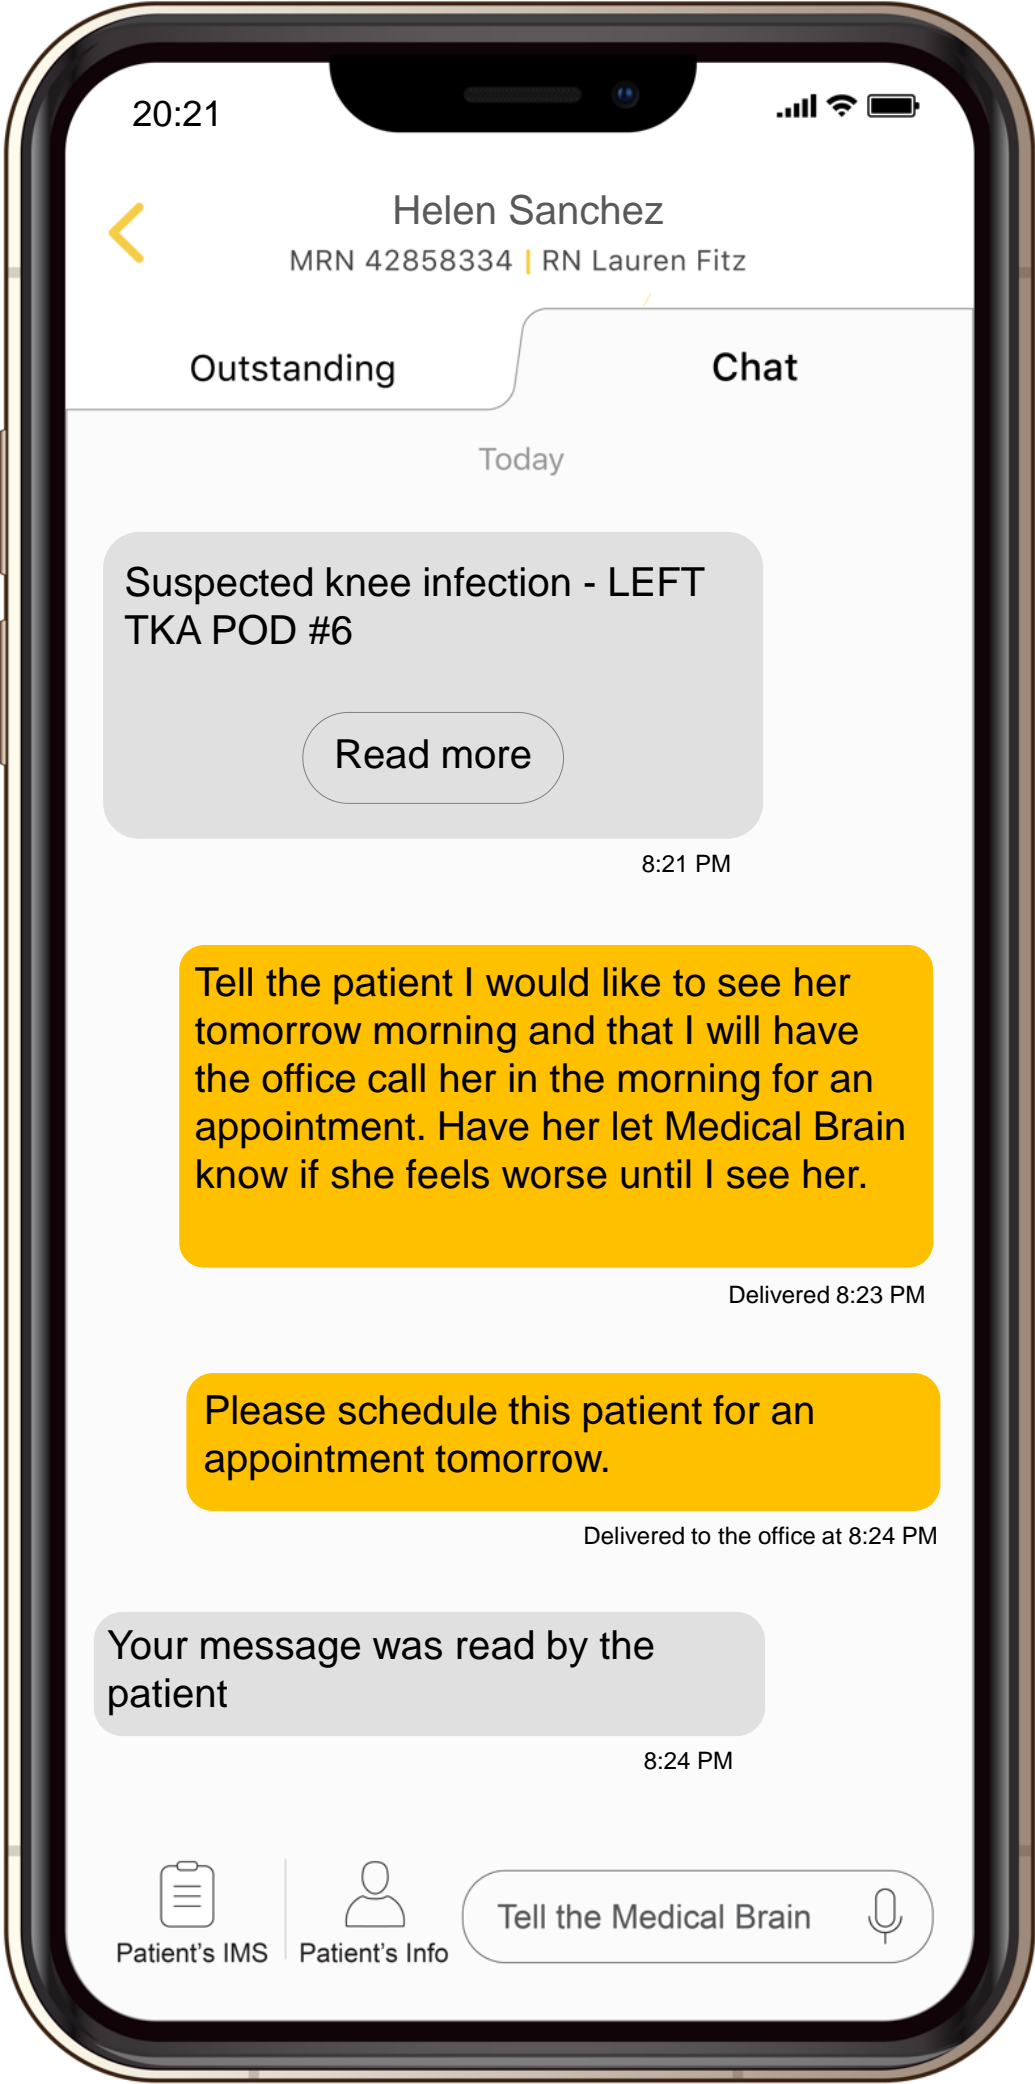 20:21
Helen Sanchez
MRN 42858334 | RN Lauren Fitz
Outstanding
Chat
Today
Suspected knee infection - LEFT
TKA POD #6
Read more
8:21 PM
Tell the patient I would like to see her
tomorrow morning and that I will have
the office call her in the morning for an
appointment. Have her let Medical Brain
know if she feels worse until I see her.
Delivered 8:23 PM
Please schedule this patient for an
appointment tomorrow.
Delivered to the office at 8:24 PM
Your message was read by the
patient
8:24 PM
Patient's IMS
Patient's Info
Tell the Medical Brain